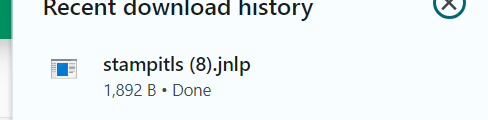 Recent download history
stampitls (8).jnlp
1,892 B • Done